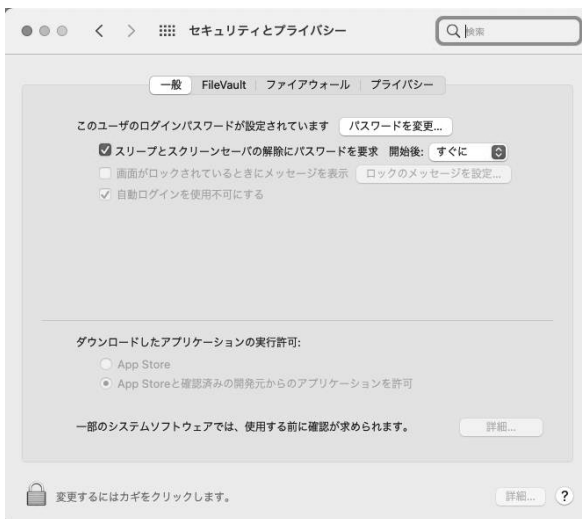 セキュリティとプライバシー
検索
一般 FileVault ファイアウォール プライバシー
このユーザのログインパスワードが設定されています パスワードを変更...
スリープとスクリーンセーバの解除にパスワードを要求 開始後: すぐに
画面がロックされているときにメッセージを表示 ロックのメッセージを設定...
自動ログインを使用不可にする
ダウンロードしたアプリケーションの実行許可:
App Store
App Storeと確認済みの開発元からのアプリケーションを許可
一部のシステムソフトウェアでは、使用する前に確認が求められます。 詳細...
変更するにはカギをクリックします。 詳細... ?